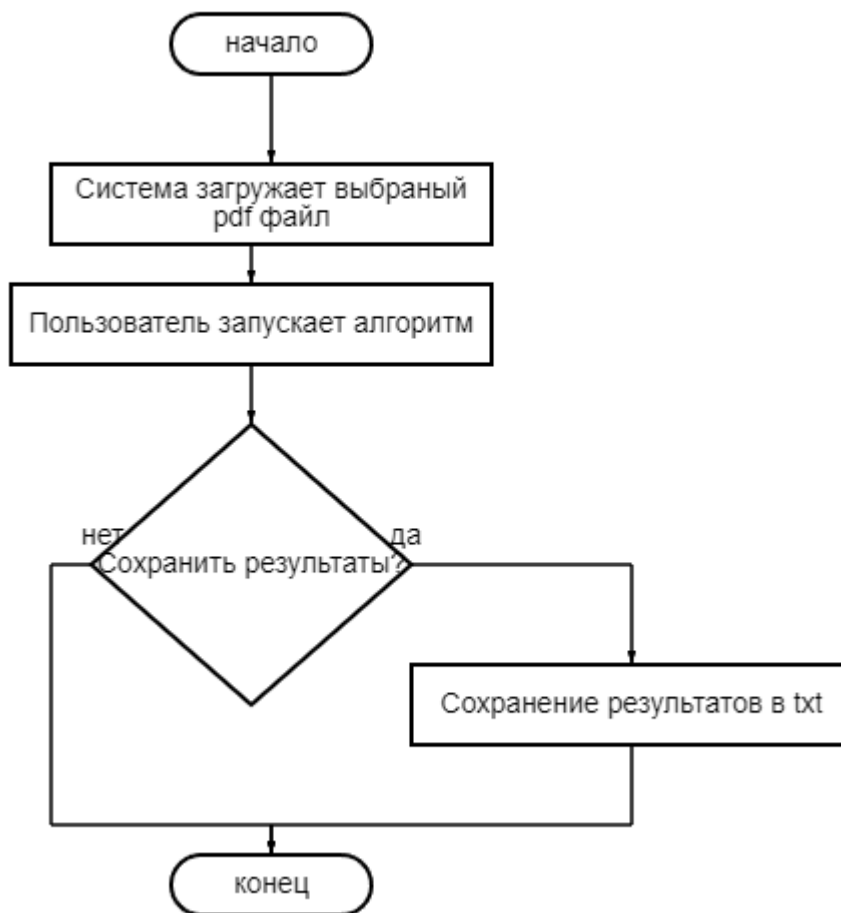 начало
Система загружает выбраный
pdf файл
Пользователь запускает алгоритм
нет
да
Сохранить результаты?
Сохранение результатов в txt
конец